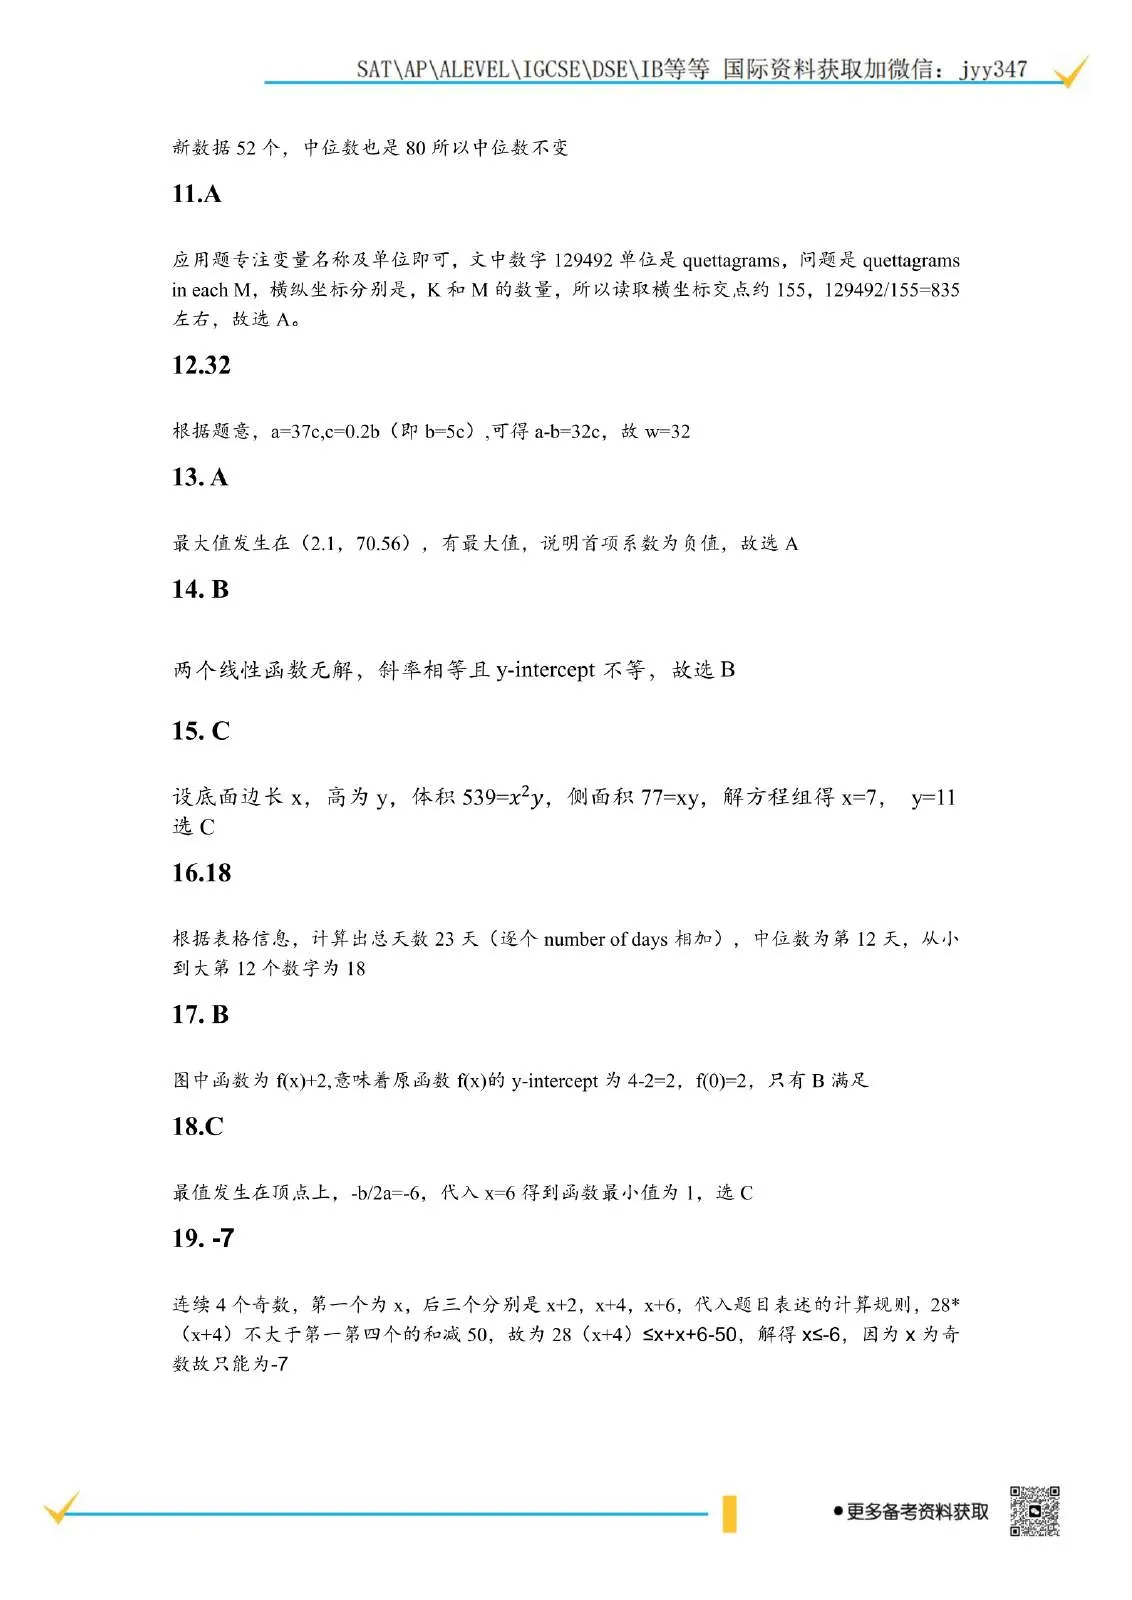 SAT\AP\ALEVEL\IGCSE\DSE\IB等等 国际资料获取加微信：jyy347
新数据 52 个，中位数也是 80 所以中位数不变
11.A
应用题专注变量名称及单位即可，文中数字 129492 单位是 quettagrams，问题是 quettagrams
in each M，横纵坐标分别是，K 和 M 的数量，所以读取横坐标交点约 155，129492/155=835
左右，故选 A。
12.32
根据题意，a=37c,c=0.2b（即 b=5c）,可得 a-b=32c，故 w=32
13. A
最大值发生在（2.1，70.56），有最大值，说明首项系数为负值，故选 A
14. B
两个线性函数无解，斜率相等且 y-intercept 不等，故选 B
15. C
设底面边长 x，高为 y，体积 539=x²y，侧面积 77=xy，解方程组得 x=7， y=11
选 C
16.18
根据表格信息，计算出总天数 23 天（逐个 number of days 相加），中位数为第 12 天，从小
到大第 12 个数字为 18
17. B
图中函数为 f(x)+2,意味着原函数 f(x)的 y-intercept 为 4-2=2，f(0)=2，只有 B 满足
18.C
最值发生在顶点上，-b/2a=-6，代入 x=6 得到函数最小值为 1，选 C
19. -7
连续 4 个奇数，第一个为 x，后三个分别是 x+2，x+4，x+6，代入题目表述的计算规则，28*
（x+4）不大于第一第四个的和减 50，故为 28（x+4）≤x+x+6-50，解得 x≤-6，因为 x 为奇
数故只能为-7
●更多备考资料获取